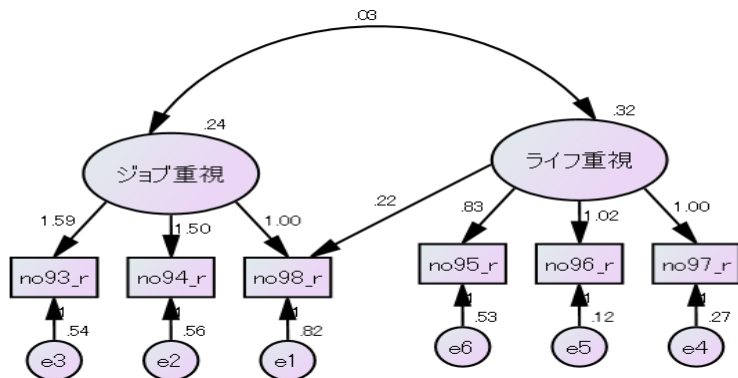 .03
.24
.32
ジョブ重視
ライフ重視
1.59
1.50
1.00
.22
.83
1.02
1.00
no93_r
no94_r
no98_r
no95_r
no96_r
no97_r
1
1
1
1
1
1
.54
.56
.82
.53
.12
.27
e3
e2
e1
e6
e5
e4